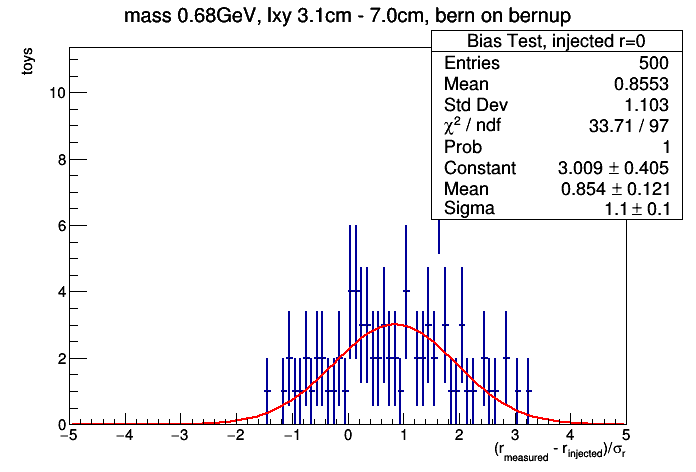 mass 0.68GeV, lxy 3.1cm - 7.0cm, bern on bernup
Bias Test, injected r=0
Entries 500
Mean 0.8553
Std Dev 1.103
χ² / ndf 33.71 / 97
Prob 1
Constant 3.009 ± 0.405
Mean 0.854 ± 0.121
Sigma 1.1 ± 0.1
toys
10
8
6
4
2
0
−5 −4 −3 −2 −1 0 1 2 3 4 5
(r_measured - r_injected)/σ_r